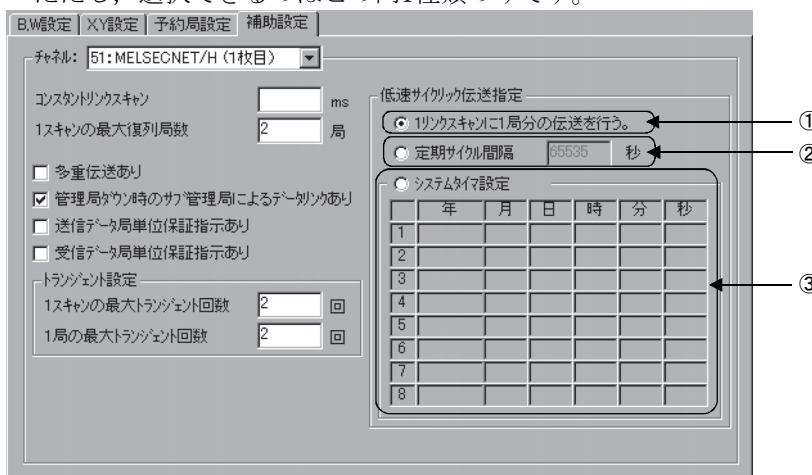 B,W設定 XY設定 予約局設定 補助設定
チャネル: 51:MELSECNET/H (1枚目)
コンスタントリンクスキャン ms
1スキャンの最大復列局数 2 局
多重伝送あり
管理局ダウン時のサブ管理局によるデータリンクあり
送信データ局単位保証指示あり
受信データ局単位保証指示あり
トランジェント設定
1スキャンの最大トランジェント回数 2 回
1局の最大トランジェント回数 2 回
低速サイクリック伝送指定
1リンクスキャンに1局分の伝送を行う。 ①
定期サイクル間隔 65535 秒 ②
システムタイマ設定
年 月 日 時 分 秒
1
2
3 ③
4
5
6
7
8